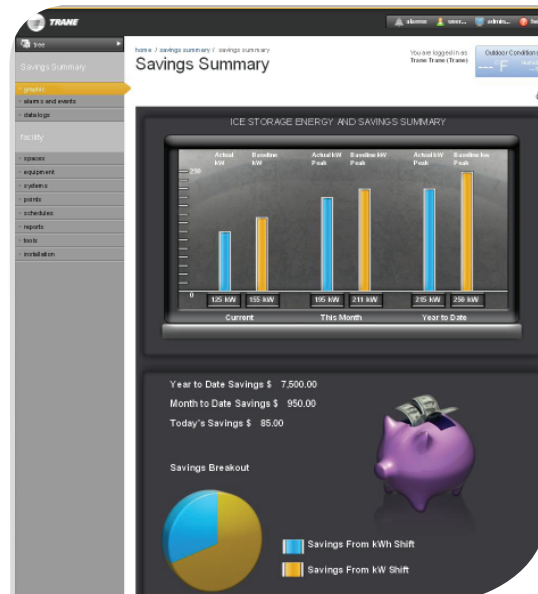 TRANE
alarms user... admin...
tree
Savings Summary
graphic
alarms and events
data logs
Facility
spaces
equipment
systems
points
schedules
reports
tools
installation
home / savings summary / savings summary
Savings Summary
You are logged in as
Trane Trane (Trane)
Outdoor Conditions
---°F
ICE STORAGE ENERGY AND SAVINGS SUMMARY
Actual kW Baseline kW Actual kW Peak Baseline kW Peak Actual kW Peak Baseline kw Peak
250
0
125 kW 155 kW 195 kW 211 kW 215 kW 250 kW
Current This Month Year to Date
Year to Date Savings $ 7,500.00
Month to Date Savings $ 950.00
Today's Savings $ 85.00
Savings Breakout
Savings From kWh Shift
Savings From kW Shift